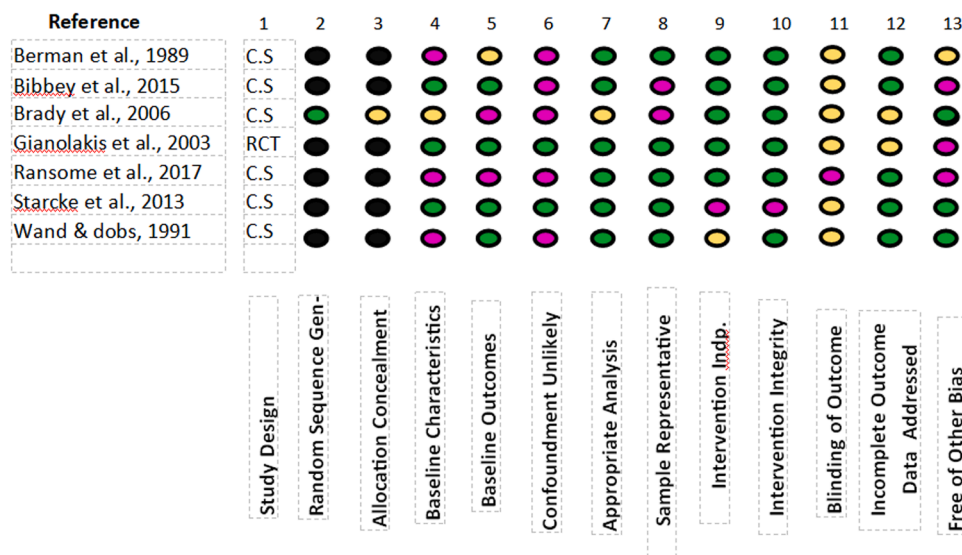 Reference 1 2 3 4 5 6 7 8 9 10 11 12 13
Berman et al., 1989 C.S
Bibbey et al., 2015 C.S
Brady et al., 2006 C.S
Gianolakis et al., 2003 RCT
Ransome et al., 2017 C.S
Starcke et al., 2013 C.S
Wand & dobs, 1991 C.S
Study Design
Random Sequence Gen-
Allocation Concealment
Baseline Characteristics
Baseline Outcomes
Confoundment Unlikely
Appropriate Analysis
Sample Representative
Intervention Indp.
Intervention Integrity
Blinding of Outcome
Incomplete Outcome
Data Addressed
Free of Other Bias